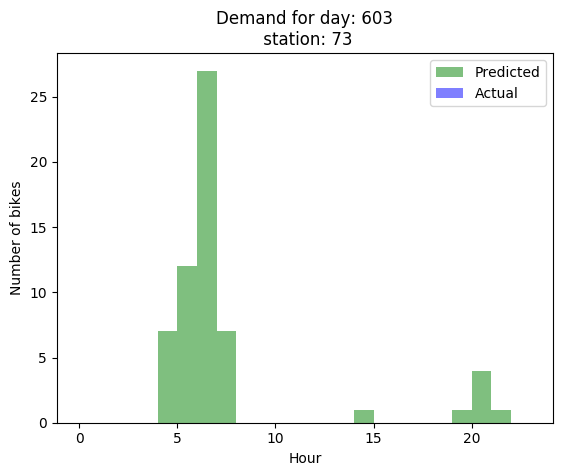 Demand for day: 603
station: 73
Predicted
Actual
Number of bikes
25
20
15
10
5
0
0
5
10
15
20
Hour